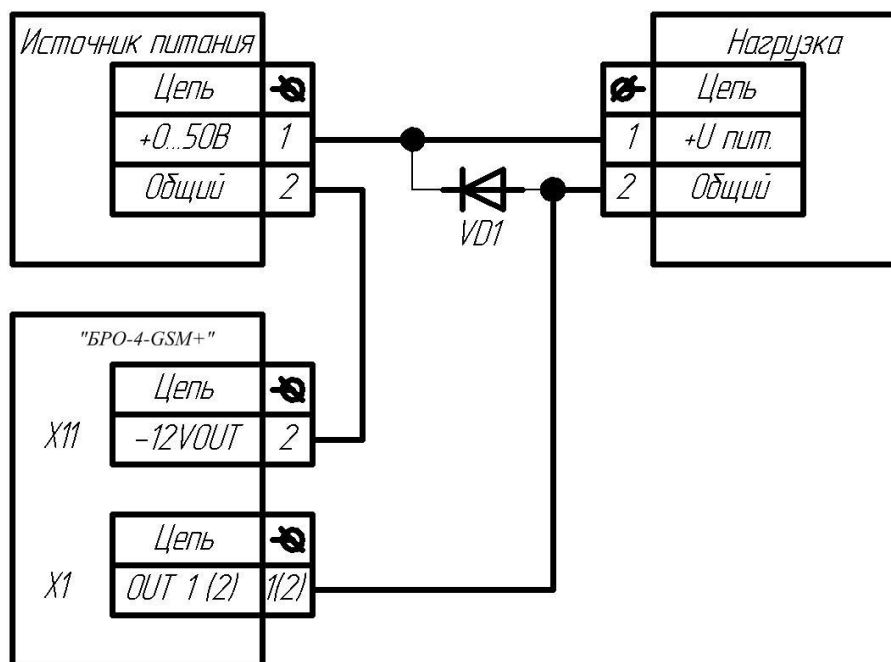 Источник питания
Цепь
+0...50В 1
Общий 2
Нагрузка
Цепь
1 +U пит.
2 Общий
VD1
"БРО-4-GSM+"
Цепь
X11 -12VOUT 2
Цепь
X1 OUT 1 (2) 1(2)